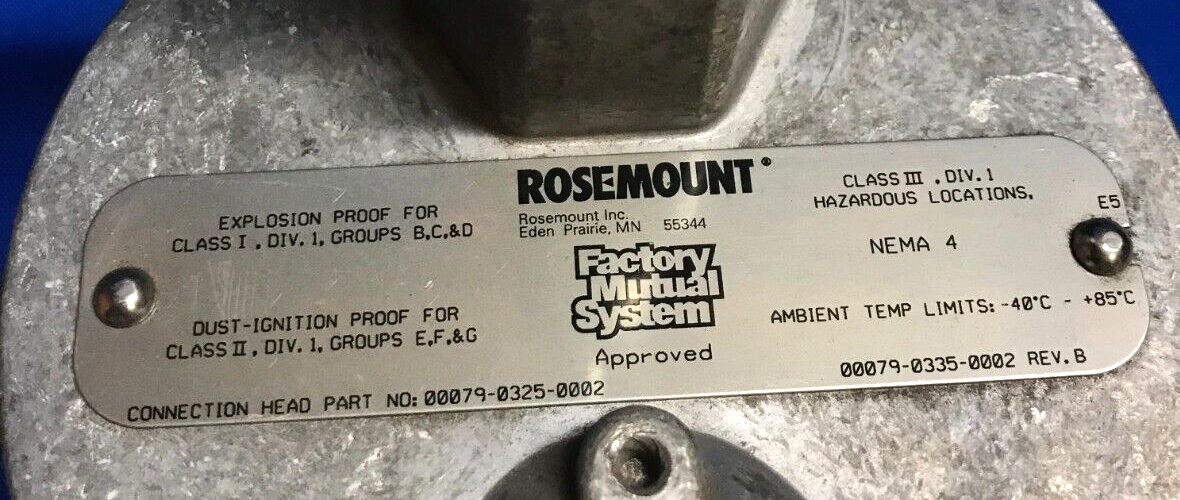 EXPLOSION PROOF FOR
CLASS I, DIV. 1, GROUPS B,C,&D
DUST-IGNITION PROOF FOR
CLASS II, DIV. 1, GROUPS E,F,&G
CONNECTION HEAD PART NO: 00079-0325-0002
ROSEMOUNT®
Rosemount Inc.
Eden Prairie, MN 55344
Factory
Mutual
System
Approved
CLASS III, DIV. 1
HAZARDOUS LOCATIONS,
E5
NEMA 4
AMBIENT TEMP LIMITS: -40°C - +85°C
00079-0335-0002 REV. B